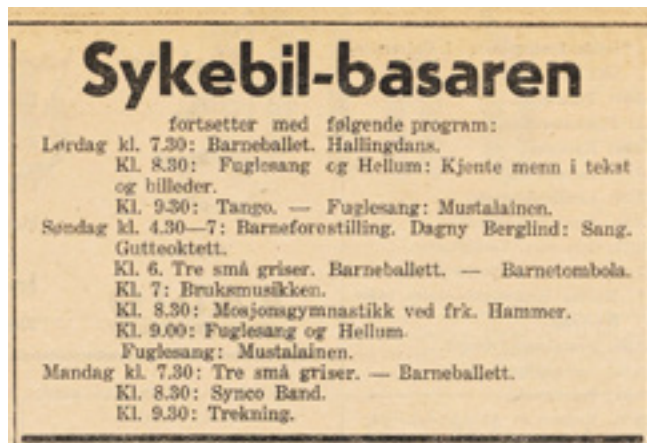 Sykebil-basaren
fortsetter med følgende program:
Lørdag kl. 7.30: Barneballet. Hallingdans.
Kl. 8.30: Fuglesang og Hellum: Kjente menn i tekst
og billeder.
Kl. 9.30: Tango. — Fuglesang: Mustalainen.
Søndag kl. 4.30—7: Barneforestilling. Dagny Berglind: Sang.
Gutteoktett.
Kl. 6. Tre små griser. Barneballett. — Barnetombola.
Kl. 7: Bruksmusikken.
Kl. 8.30: Mosjonsgymnastikk ved frk. Hammer.
Kl. 9.00: Fuglesang og Hellum.
Fuglesang: Mustalainen.
Mandag kl. 7.30: Tre små griser. — Barneballett.
Kl. 8.30: Synco Band.
Kl. 9.30: Trekning.